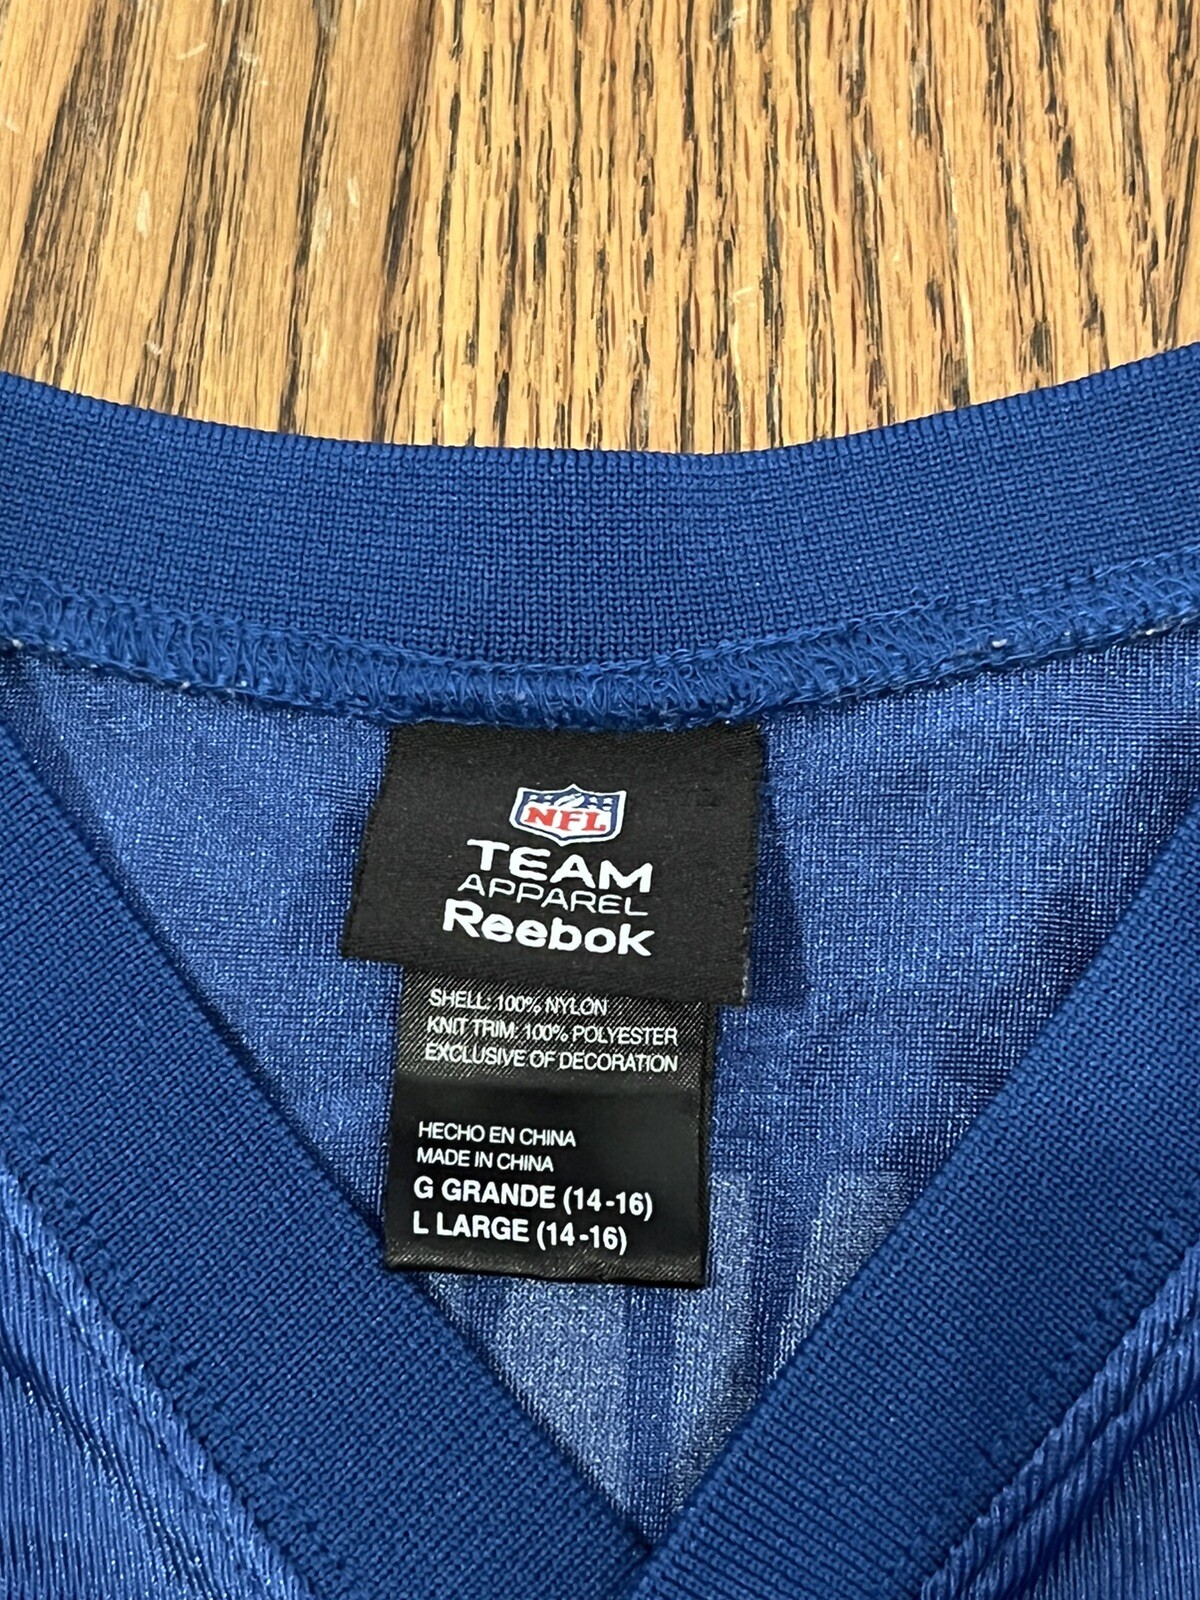 NFL
TEAM
APPAREL
Reebok
SHELL: 100% NYLON
KNIT TRIM: 100% POLYESTER
EXCLUSIVE OF DECORATION
HECHO EN CHINA
MADE IN CHINA
G GRANDE (14-16)
L LARGE (14-16)